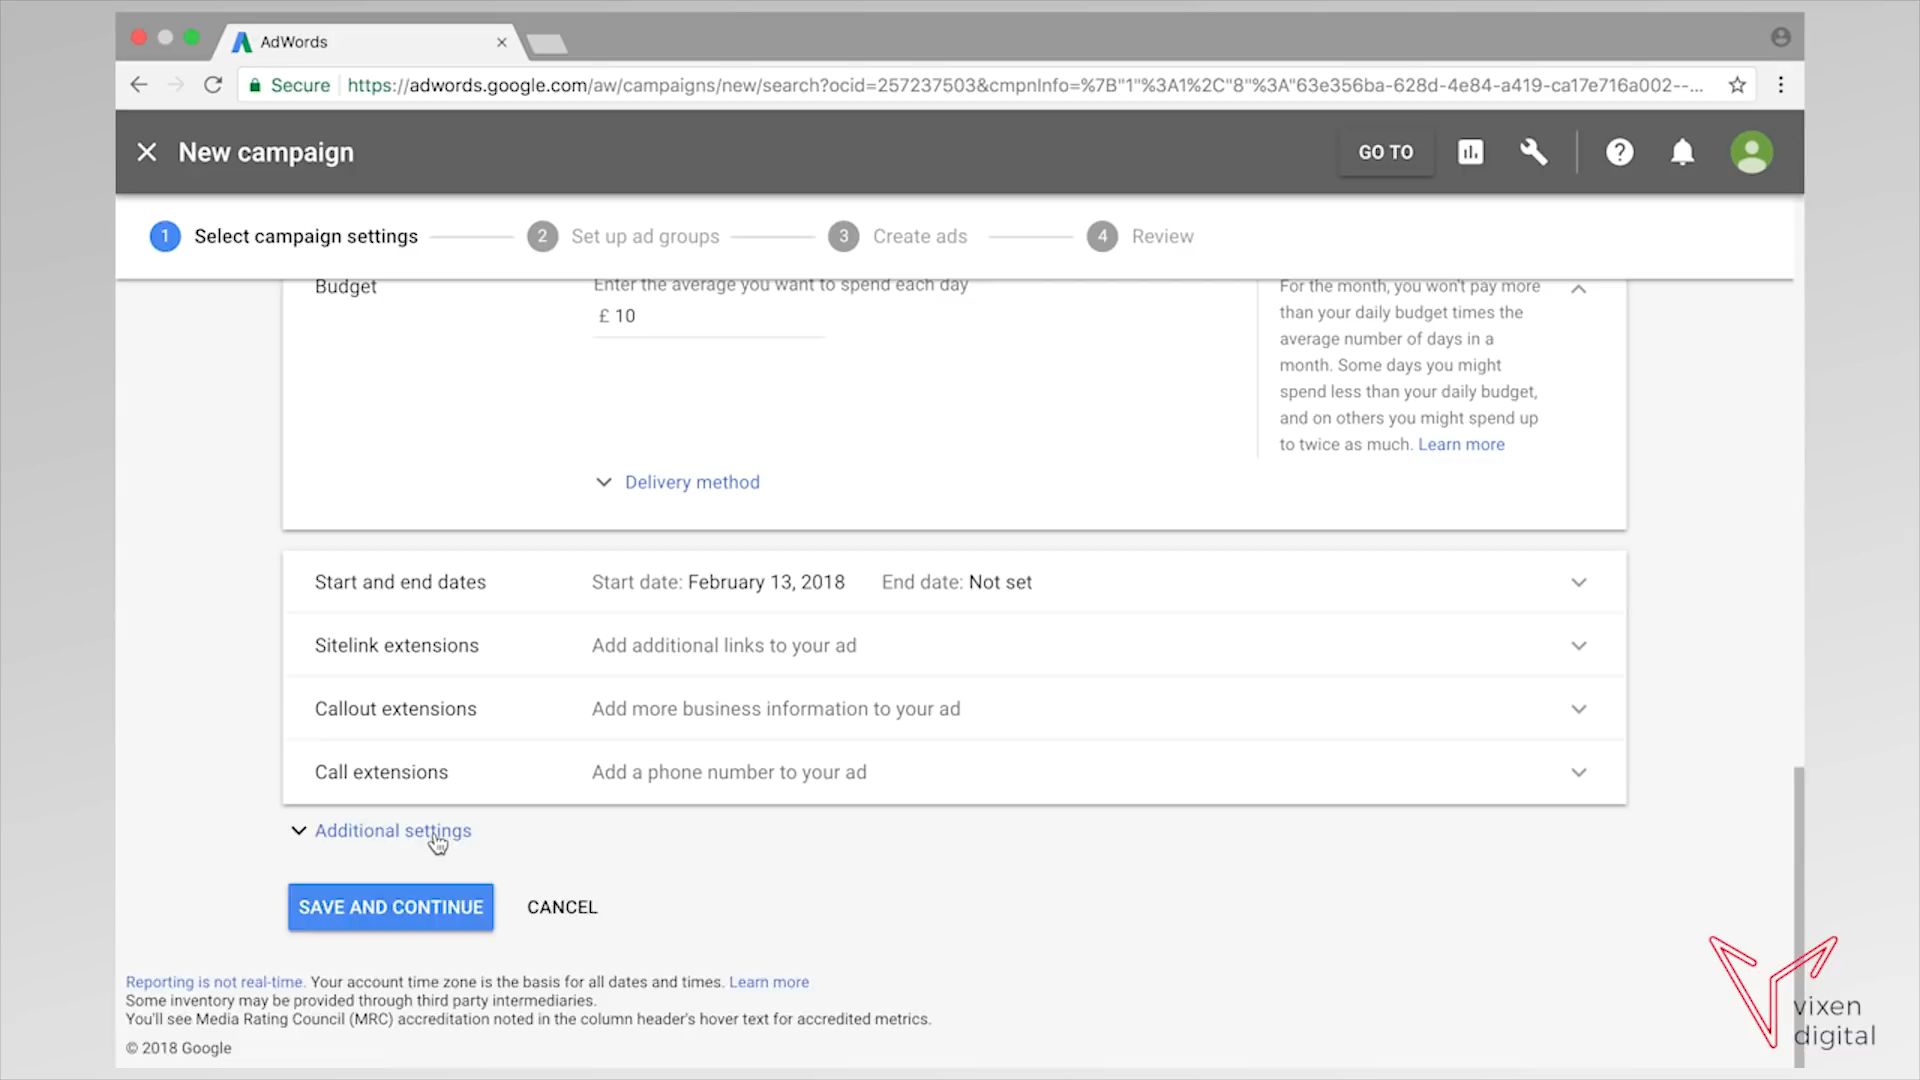 AdWords
Secure
https://adwords.google.com/aw/campaigns/new/search?ocid=257237503&cmpnInfo=%7B"1"%3A1%2C"8"%3A"63e356ba-628d-4e84-a419-ca17e716a002--...
New campaign
GO TO
1 Select campaign settings
2 Set up ad groups
3 Create ads
4 Review
Budget
Enter the average you want to spend each day
£ 10
For the month, you won't pay more
than your daily budget times the
average number of days in a
month. Some days you might
spend less than your daily budget,
and on others you might spend up
to twice as much. Learn more
Delivery method
Start and end dates
Start date: February 13, 2018
End date: Not set
Sitelink extensions
Add additional links to your ad
Callout extensions
Add more business information to your ad
Call extensions
Add a phone number to your ad
Additional settings
SAVE AND CONTINUE
CANCEL
Reporting is not real-time. Your account time zone is the basis for all dates and times. Learn more
Some inventory may be provided through third party intermediaries.
You'll see Media Rating Council (MRC) accreditation noted in the column header's hover text for accredited metrics.
© 2018 Google
vixen
digital